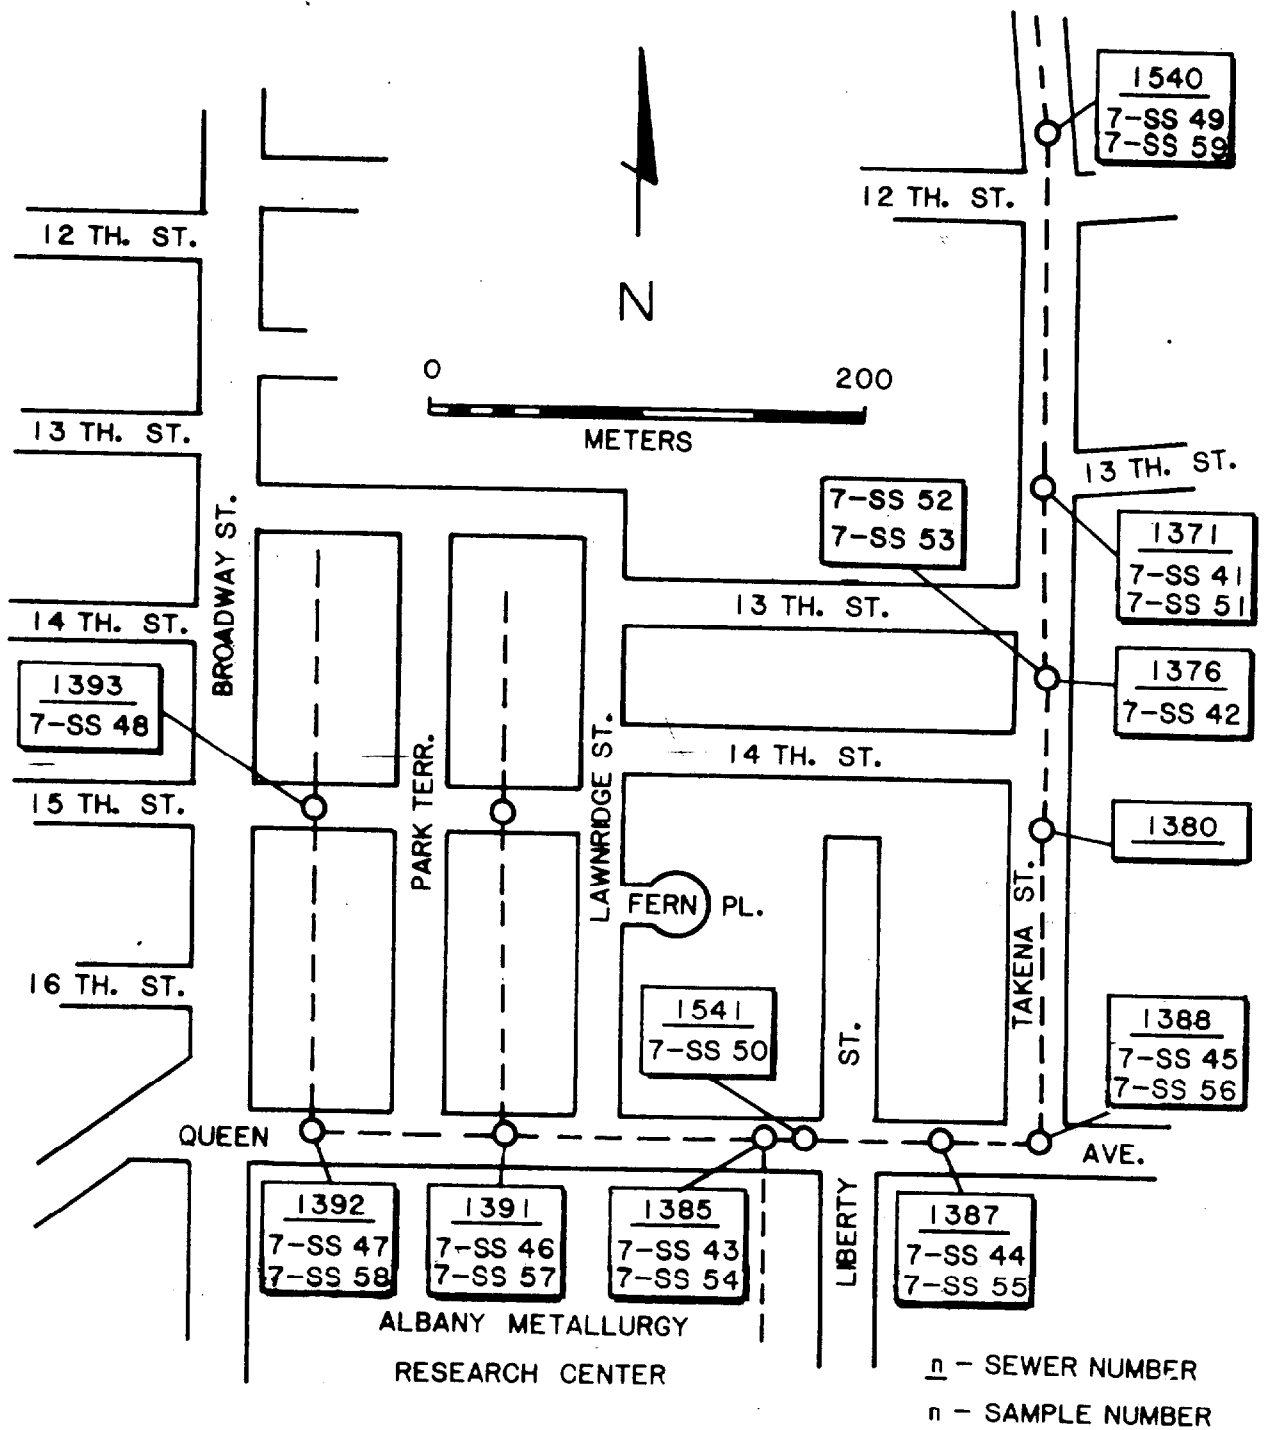 1540
7-SS 49
7-SS 59
12 TH. ST.
12 TH. ST.
N
0
200
METERS
13 TH. ST.
13 TH. ST.
BROADWAY ST.
7-SS 52
7-SS 53
1371
7-SS 41
7-SS 51
14 TH. ST.
13 TH. ST.
1393
7-SS 48
1376
7-SS 42
PARK TERR.
LAWNRIDGE ST.
14 TH. ST.
15 TH. ST.
1380
FERN PL.
TAKENA ST.
16 TH. ST.
1541
7-SS 50
LIBERTY ST.
1388
7-SS 45
7-SS 56
QUEEN AVE.
1392
7-SS 47
7-SS 58
1391
7-SS 46
7-SS 57
1385
7-SS 43
7-SS 54
1387
7-SS 44
7-SS 55
ALBANY METALLURGY
RESEARCH CENTER
n - SEWER NUMBER
n - SAMPLE NUMBER